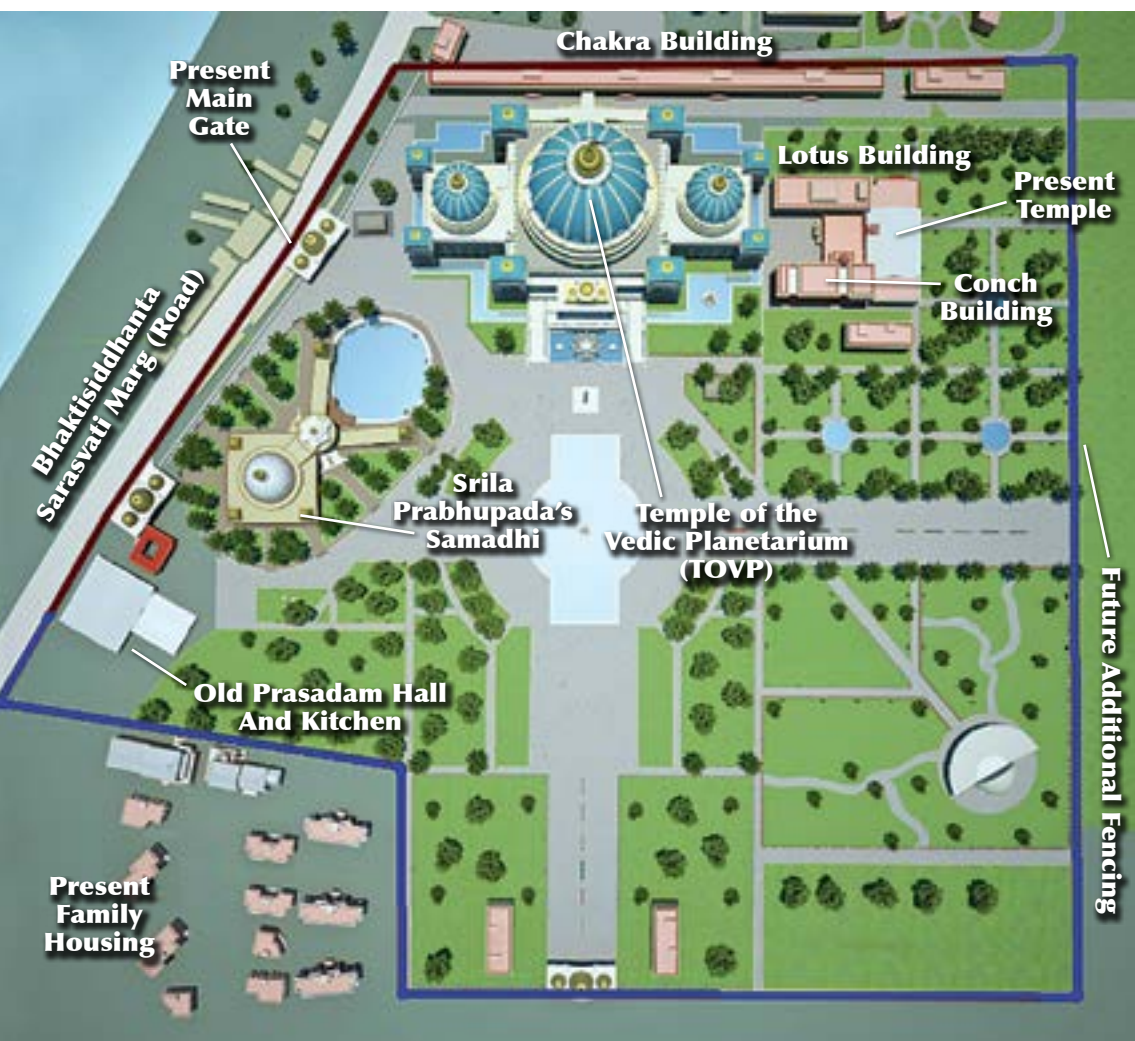 Chakra Building
Present
Main
Gate
Lotus Building
Present
Temple
Conch
Building
Bhaktisiddhanta
Sarasvati Marg (Road)
Srila
Prabhupada's
Samadhi
Temple of the
Vedic Planetarium
(TOVP)
Future Additional Fencing
Old Prasadam Hall
And Kitchen
Present
Family
Housing